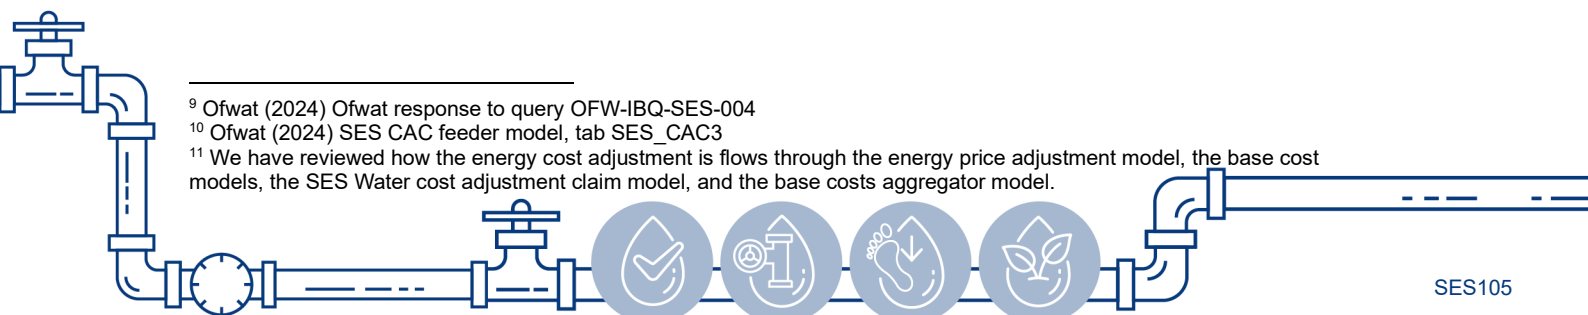 9 Ofwat (2024) Ofwat response to query OFW-IBQ-SES-004
10 Ofwat (2024) SES CAC feeder model, tab SES_CAC3
11 We have reviewed how the energy cost adjustment is flows through the energy price adjustment model, the base cost
models, the SES Water cost adjustment claim model, and the base costs aggregator model.
SES105